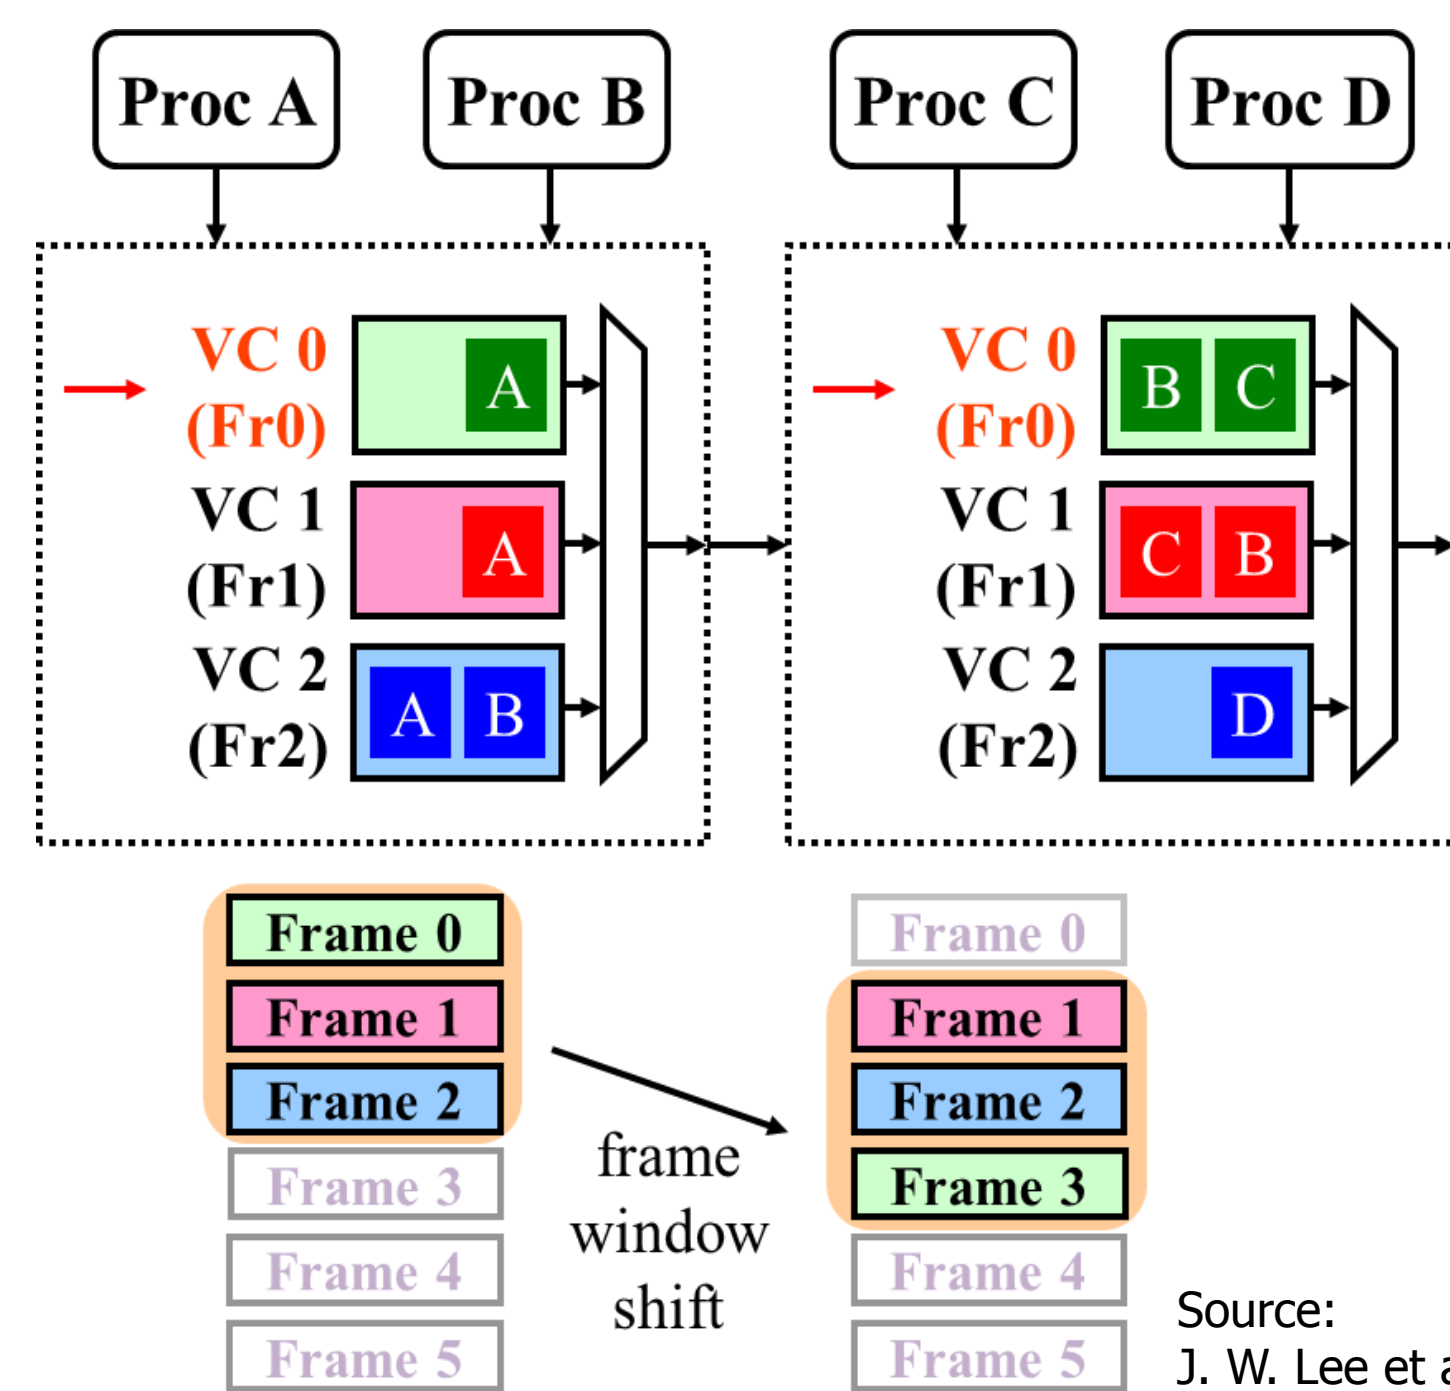 Proc A
Proc B
Proc C
Proc D
VC 0
(Fr0)
A
VC 1
(Fr1)
A
VC 2
(Fr2)
A B
VC 0
(Fr0)
B C
VC 1
(Fr1)
C B
VC 2
(Fr2)
D
Frame 0
Frame 1
Frame 2
Frame 3
Frame 4
Frame 5
frame
window
shift
Frame 0
Frame 1
Frame 2
Frame 3
Frame 4
Frame 5
Source:
J. W. Lee et a